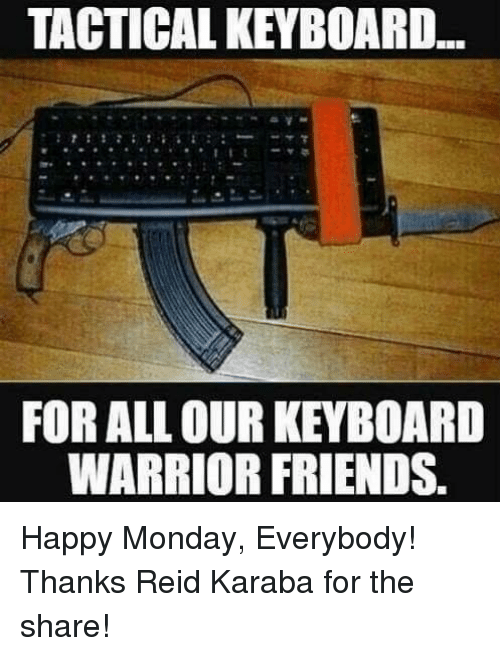 TACTICAL KEYBOARD...
FOR ALL OUR KEYBOARD
WARRIOR FRIENDS.
Happy Monday, Everybody!
Thanks Reid Karaba for the
share!